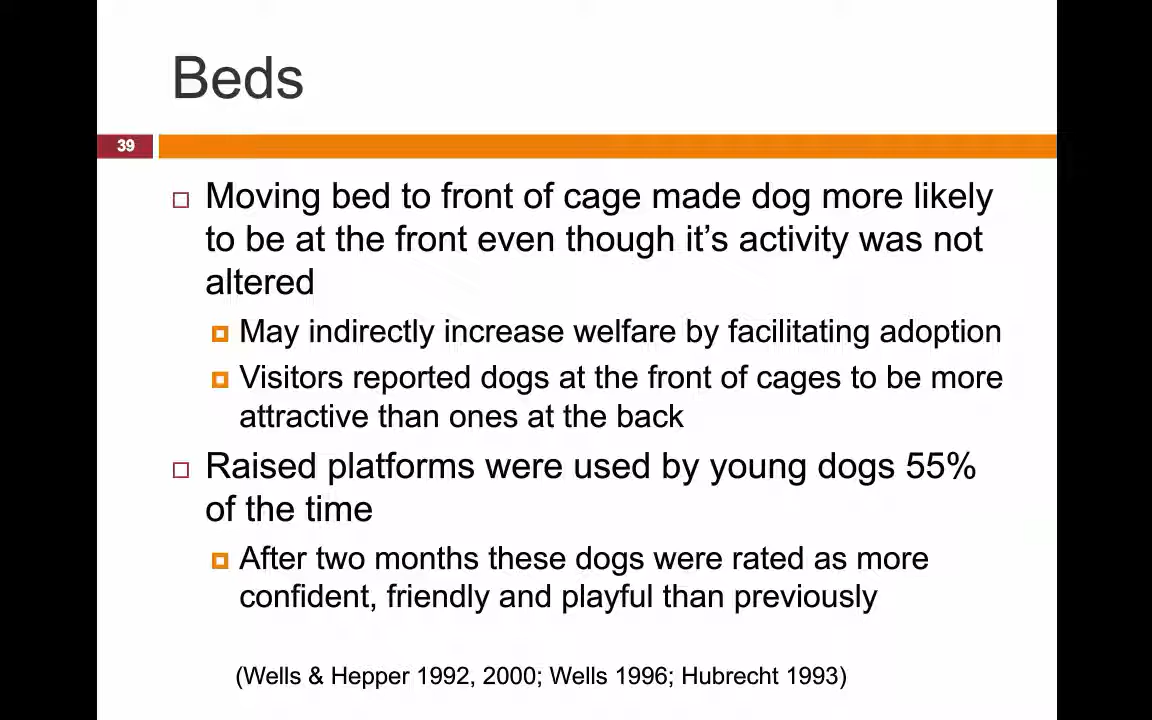 Beds
39
Moving bed to front of cage made dog more likely
to be at the front even though it’s activity was not
altered
May indirectly increase welfare by facilitating adoption
Visitors reported dogs at the front of cages to be more
attractive than ones at the back
Raised platforms were used by young dogs 55%
of the time
After two months these dogs were rated as more
confident, friendly and playful than previously
(Wells & Hepper 1992, 2000; Wells 1996; Hubrecht 1993)